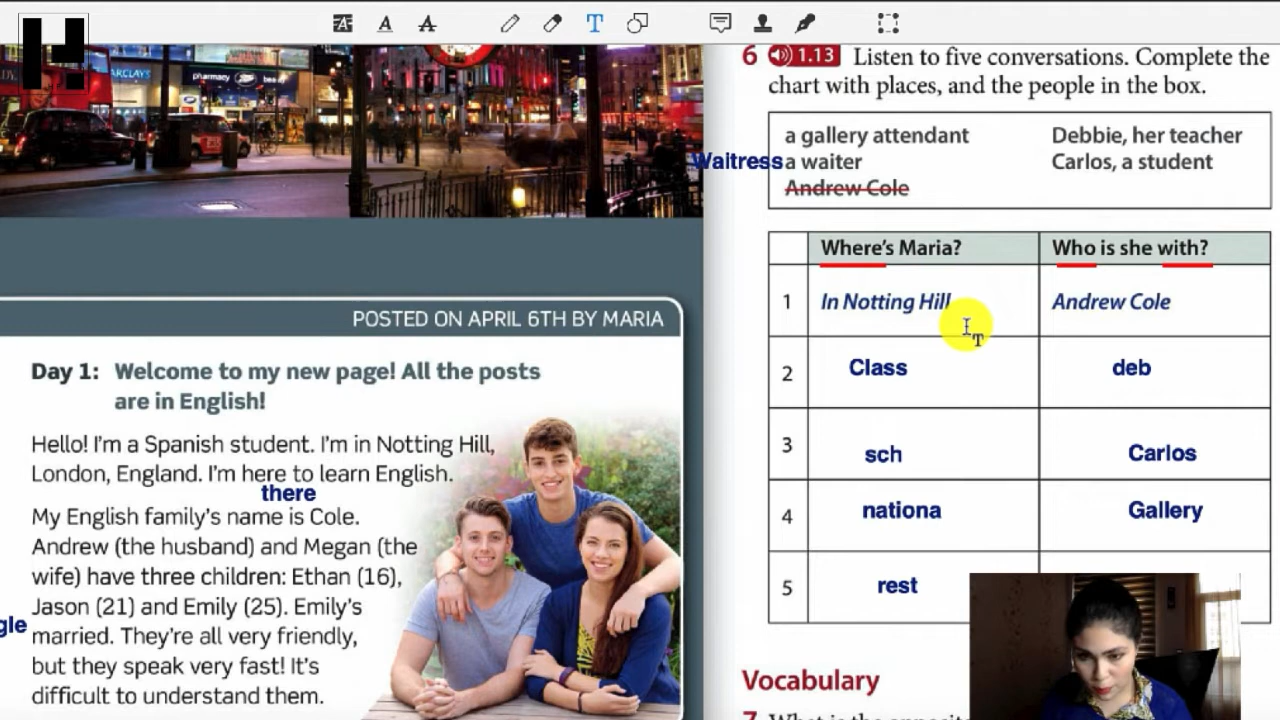 BARCLAYS
pharmacy
POSTED ON APRIL 6TH BY MARIA
Day 1: Welcome to my new page! All the posts
are in English!
Hello! I'm a Spanish student. I'm in Notting Hill,
London, England. I'm here to learn English.
there
My English family's name is Cole.
Andrew (the husband) and Megan (the
wife) have three children: Ethan (16),
Jason (21) and Emily (25). Emily's
gle
married. They're all very friendly,
but they speak very fast! It's
difficult to understand them.
6 1.13 Listen to five conversations. Complete the
chart with places, and the people in the box.
a gallery attendant Debbie, her teacher
Waitress a waiter Carlos, a student
Andrew Cole
Where's Maria? Who is she with?
1 In Notting Hill Andrew Cole
2 Class deb
3 sch Carlos
4 nationa Gallery
5 rest
Vocabulary